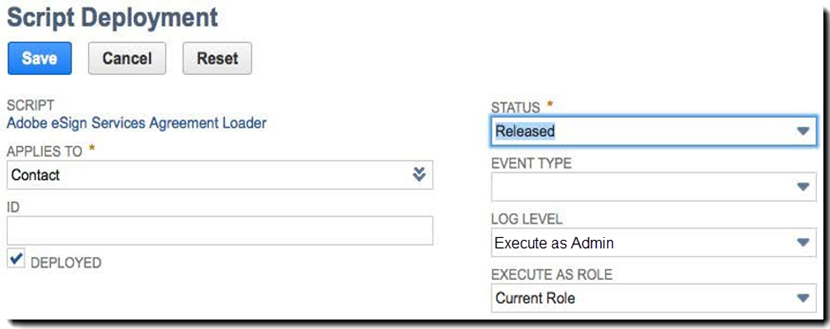 Script Deployment
Save Cancel Reset
SCRIPT
Adobe eSign Services Agreement Loader
APPLIES TO *
Contact
ID
DEPLOYED
STATUS *
Released
EVENT TYPE
LOG LEVEL
Execute as Admin
EXECUTE AS ROLE
Current Role